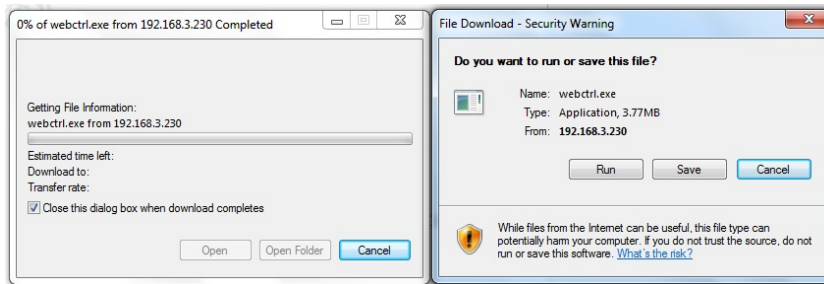 0% of webctrl.exe from 192.168.3.230 Completed
Getting File Information:
webctrl.exe from 192.168.3.230
Estimated time left:
Download to:
Transfer rate:
Close this dialog box when download completes
Open
Open Folder
Cancel
File Download - Security Warning
Do you want to run or save this file?
Name: webctrl.exe
Type: Application, 3.77MB
From: 192.168.3.230
Run
Save
Cancel
While files from the Internet can be useful, this file type can
potentially harm your computer. If you do not trust the source, do not
run or save this software. What's the risk?